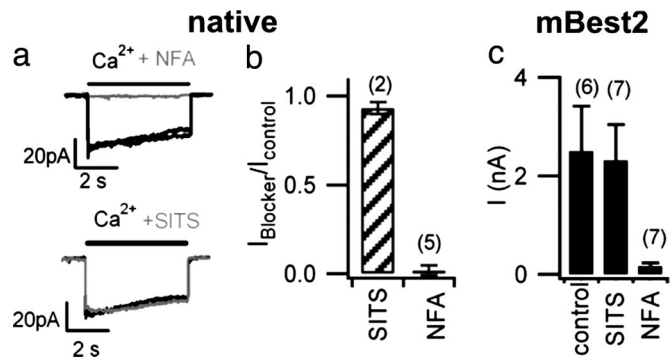 native
mBest2
a
Ca2+ + NFA
20pA
2 s
Ca2+ +SITS
20pA
2 s
b
IBlocker/Icontrol
1.0
0.5
0.0
(2)
(5)
SITS
NFA
c
I (nA)
4
2
0
(6)
(7)
(7)
control
SITS
NFA